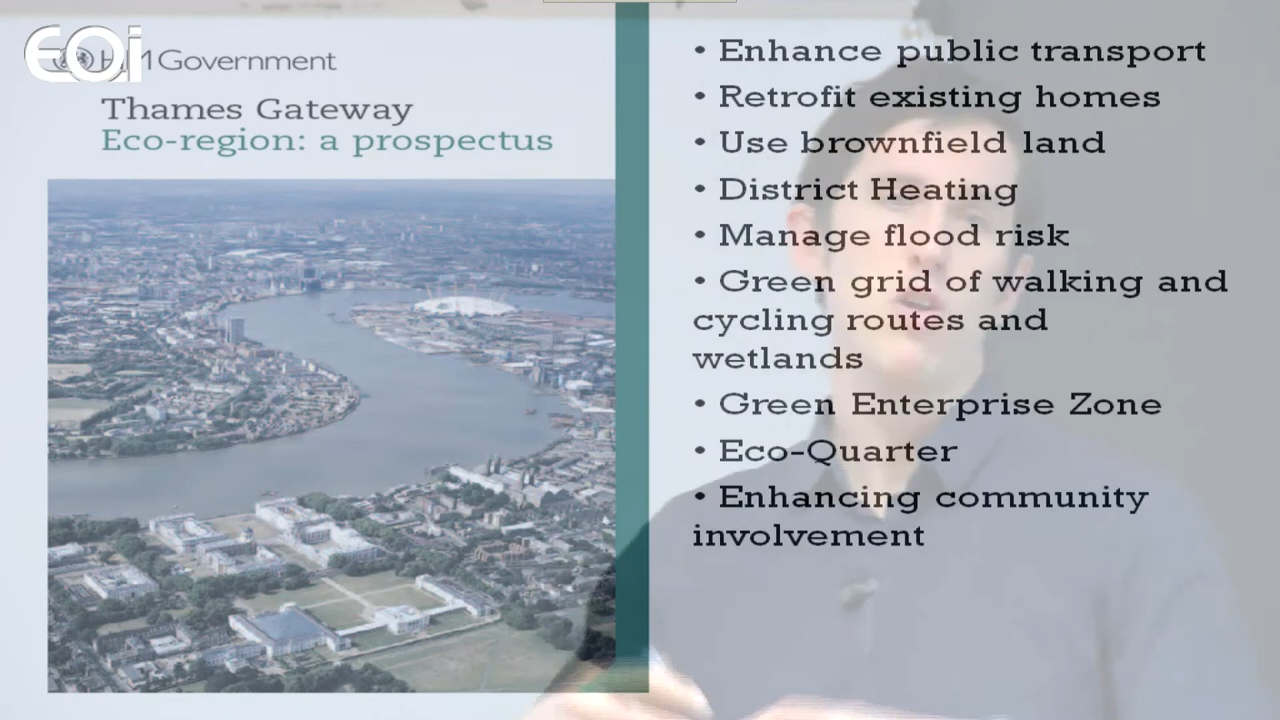 EOi
HM Government
Thames Gateway
Eco-region: a prospectus
• Enhance public transport
• Retrofit existing homes
• Use brownfield land
• District Heating
• Manage flood risk
• Green grid of walking and
cycling routes and
wetlands
• Green Enterprise Zone
• Eco-Quarter
• Enhancing community
involvement